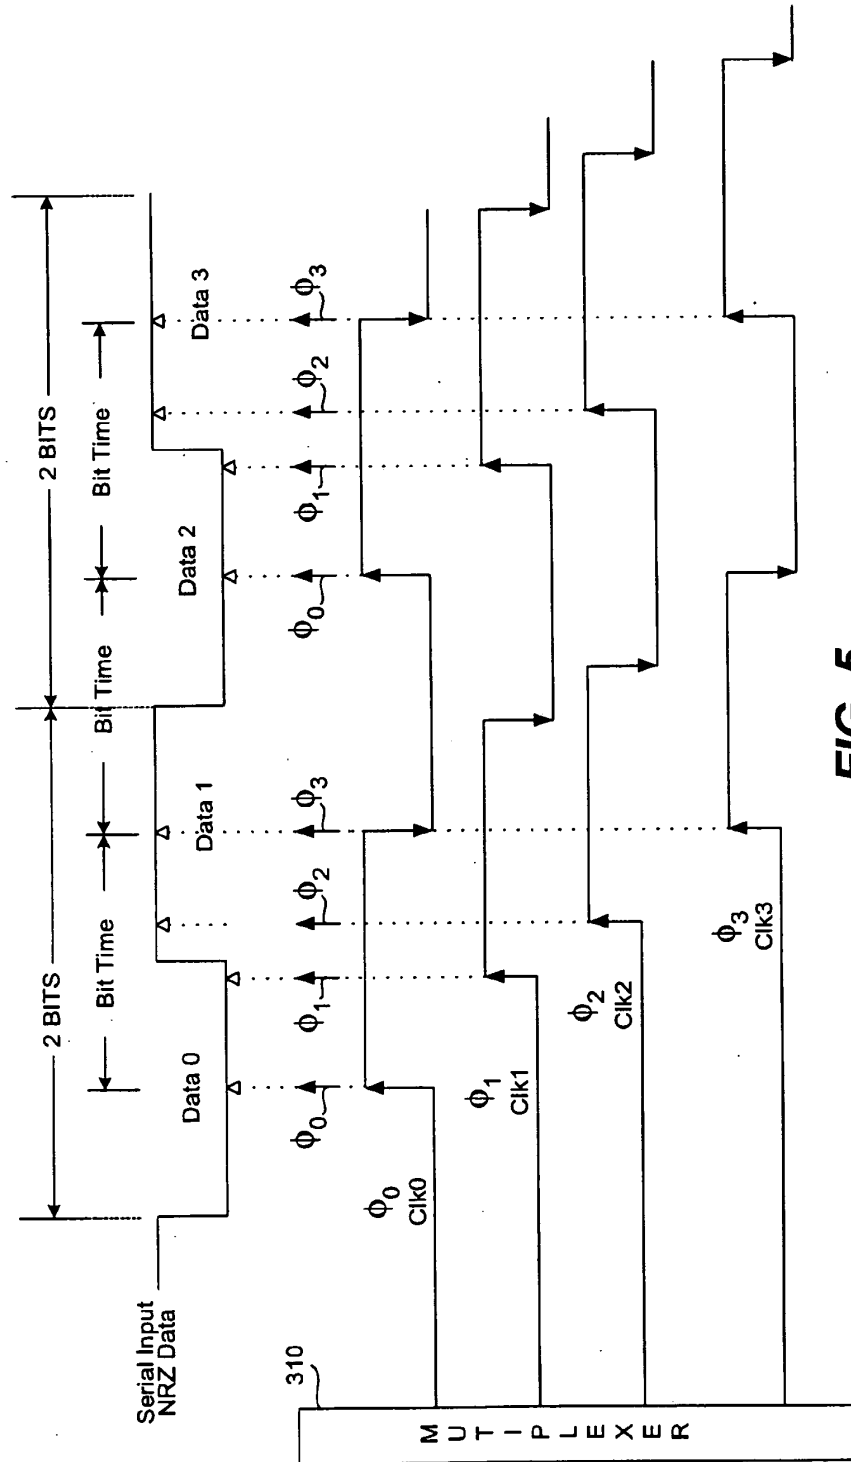 2 BITS
2 BITS
Bit Time
Bit Time
Bit Time
Serial Input
NRZ Data
Data 0
Data 1
Data 2
Data 3
ϕ0
ϕ1
ϕ2
ϕ3
ϕ0
ϕ1
ϕ2
ϕ3
310
ϕ0
Clk0
ϕ1
Clk1
ϕ2
Clk2
ϕ3
Clk3
MUTIPLEXER
FIG. 5